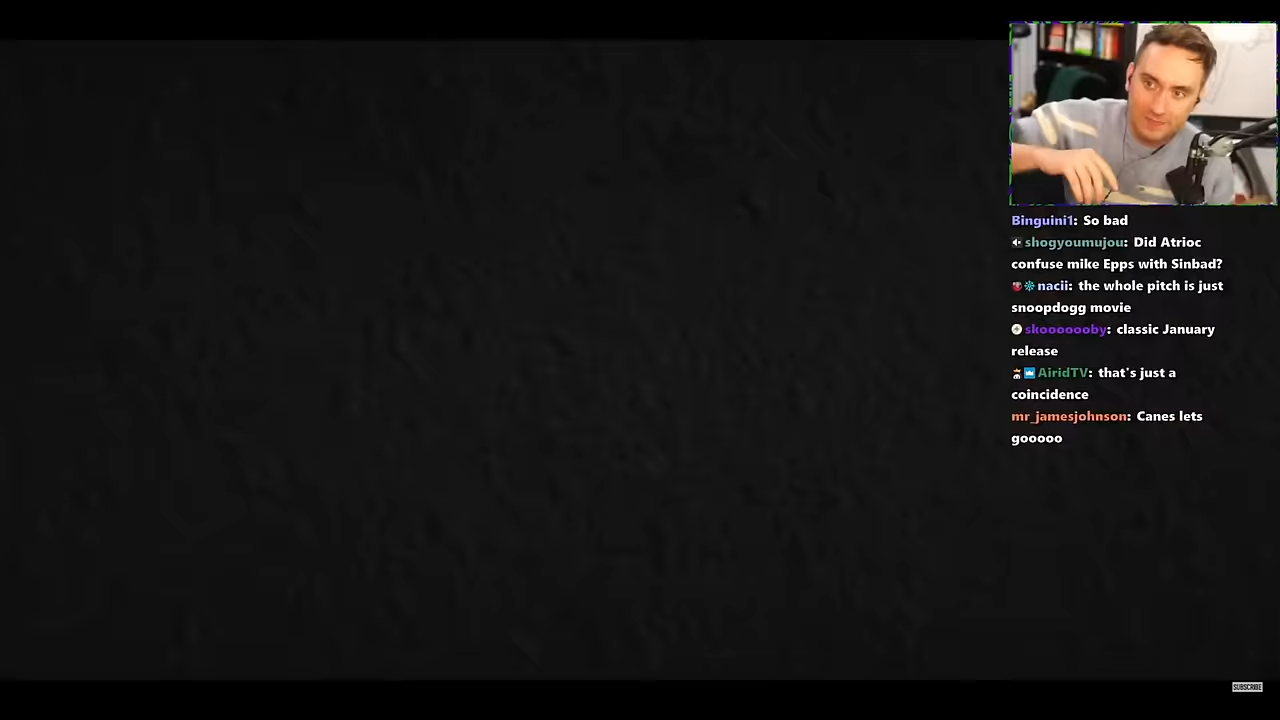 Binguini1: So bad
shogyoumujou: Did Atrioc
confuse mike Epps with Sinbad?
nacii: the whole pitch is just
snoopdogg movie
skooooooby: classic January
release
AiridTV: that's just a
coincidence
mr_jamesjohnson: Canes lets
gooooo
SUBSCRIBE